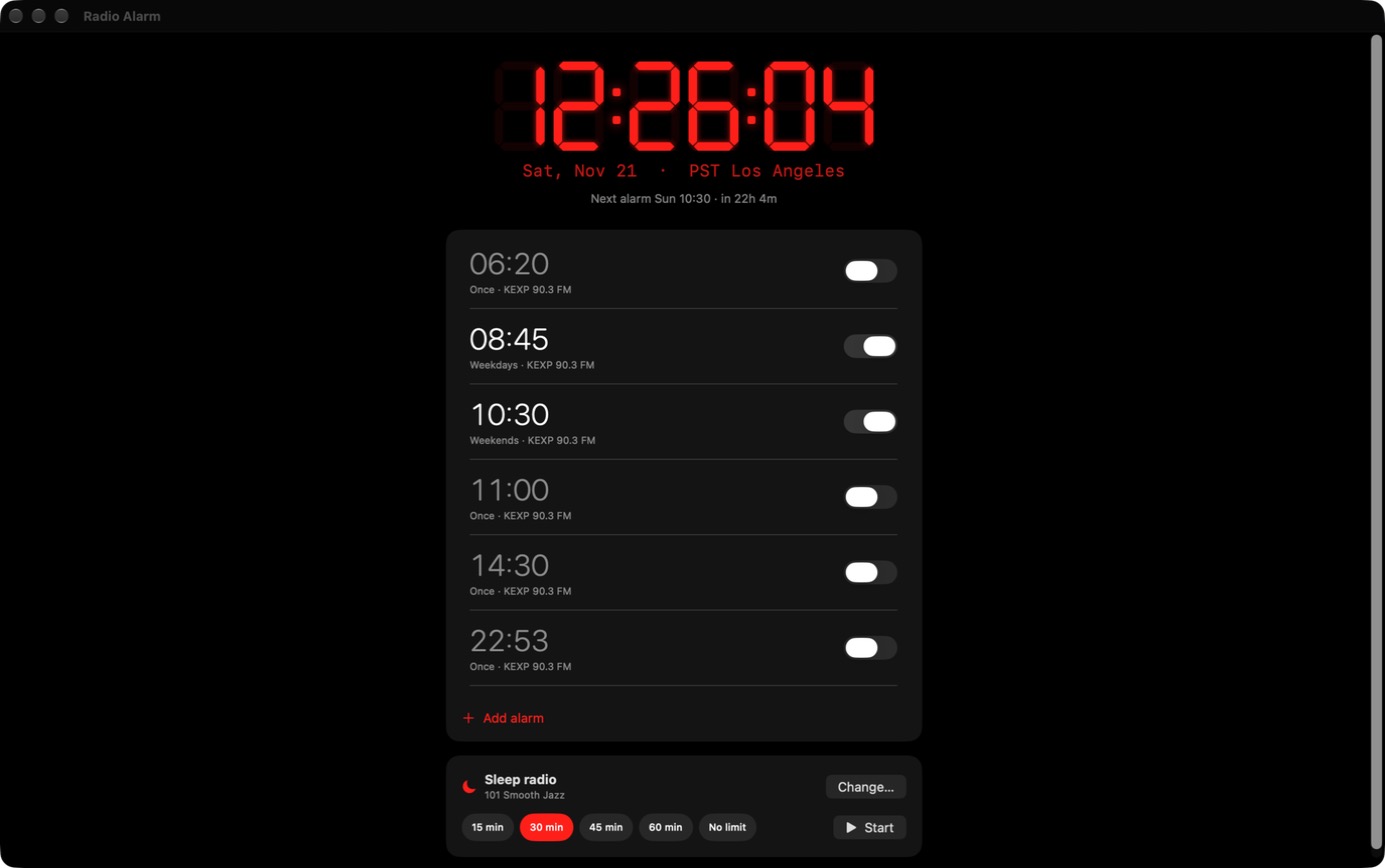 Radio Alarm
12:26:04
Sat, Nov 21 · PST Los Angeles
Next alarm Sun 10:30 · in 22h 4m
06:20
Once · KEXP 90.3 FM
08:45
Weekdays · KEXP 90.3 FM
10:30
Weekends · KEXP 90.3 FM
11:00
Once · KEXP 90.3 FM
14:30
Once · KEXP 90.3 FM
22:53
Once · KEXP 90.3 FM
+ Add alarm
Sleep radio
101 Smooth Jazz
Change...
15 min 30 min 45 min 60 min No limit Start